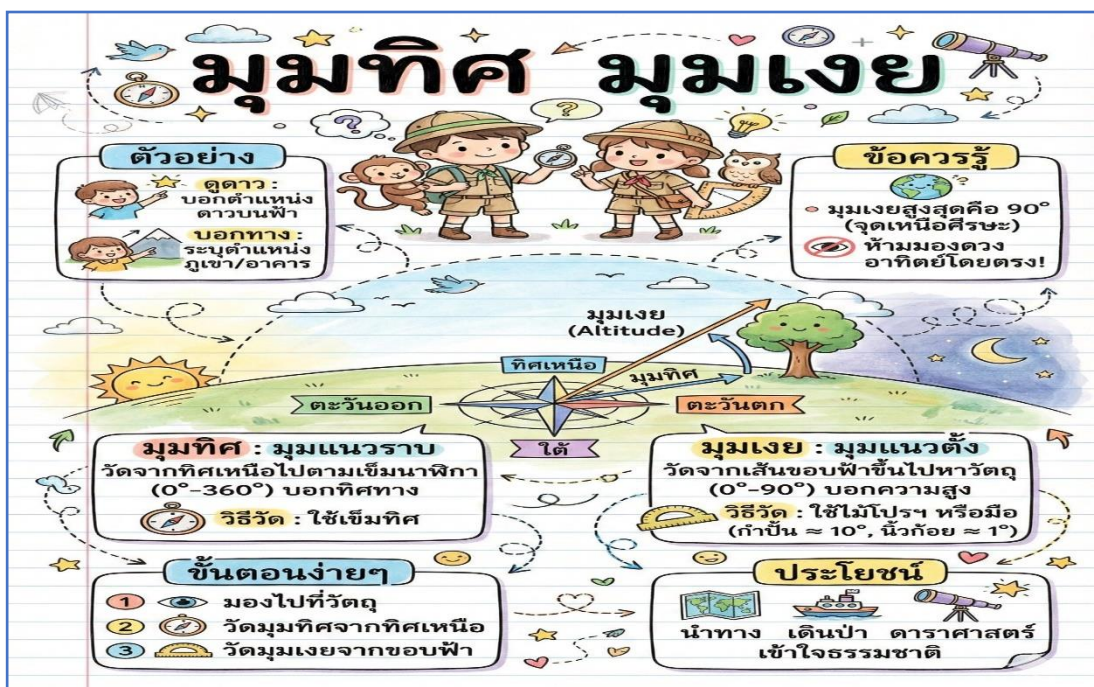 มุมทิศ มุมเงย
ตัวอย่าง
ดูดาว :
บอกตำแหน่ง
ดาวบนฟ้า
บอกทาง :
ระบุตำแหน่ง
ภูเขา/อาคาร
? ?
ข้อควรรู้
มุมเงยสูงสุดคือ 90°
(จุดเหนือศีรษะ)
ห้ามมองดวง
อาทิตย์โดยตรง!
มุมเงย
(Altitude)
ทิศเหนือ
มุมทิศ
ตะวันออก
ตะวันตก
ใต้
มุมทิศ : มุมแนวราบ
วัดจากทิศเหนือไปตามเข็มนาฬิกา
(0°-360°) บอกทิศทาง
วิธีวัด : ใช้เข็มทิศ
มุมเงย : มุมแนวตั้ง
วัดจากเส้นขอบฟ้าขึ้นไปหาวัตถุ
(0°-90°) บอกความสูง
วิธีวัด : ใช้ไม้โปรฯ หรือมือ
(กำปั้น ≈ 10°, นิ้วก้อย ≈ 1°)
ขั้นตอนง่ายๆ
1 มองไปที่วัตถุ
2 วัดมุมทิศจากทิศเหนือ
3 วัดมุมเงยจากขอบฟ้า
ประโยชน์
นำทาง เดินป่า ดาราศาสตร์
เข้าใจธรรมชาติ